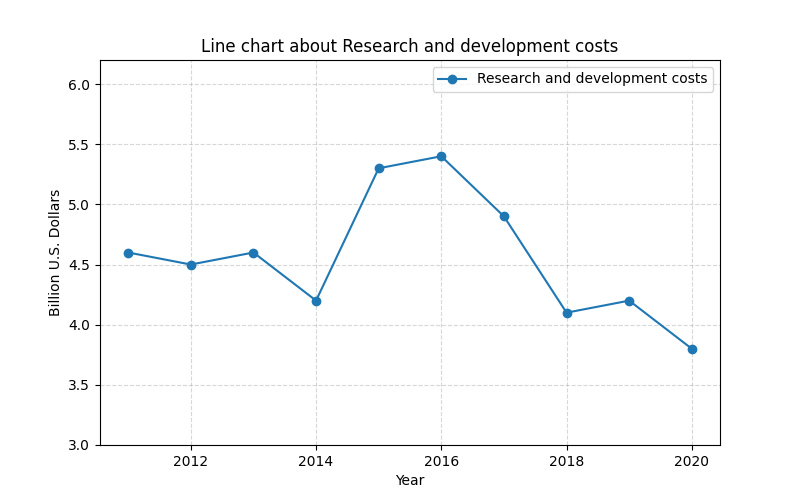 Line chart about Research and development costs
Research and development costs
Billion U.S. Dollars
6.0
5.5
5.0
4.5
4.0
3.5
3.0
2012 2014 2016 2018 2020
Year